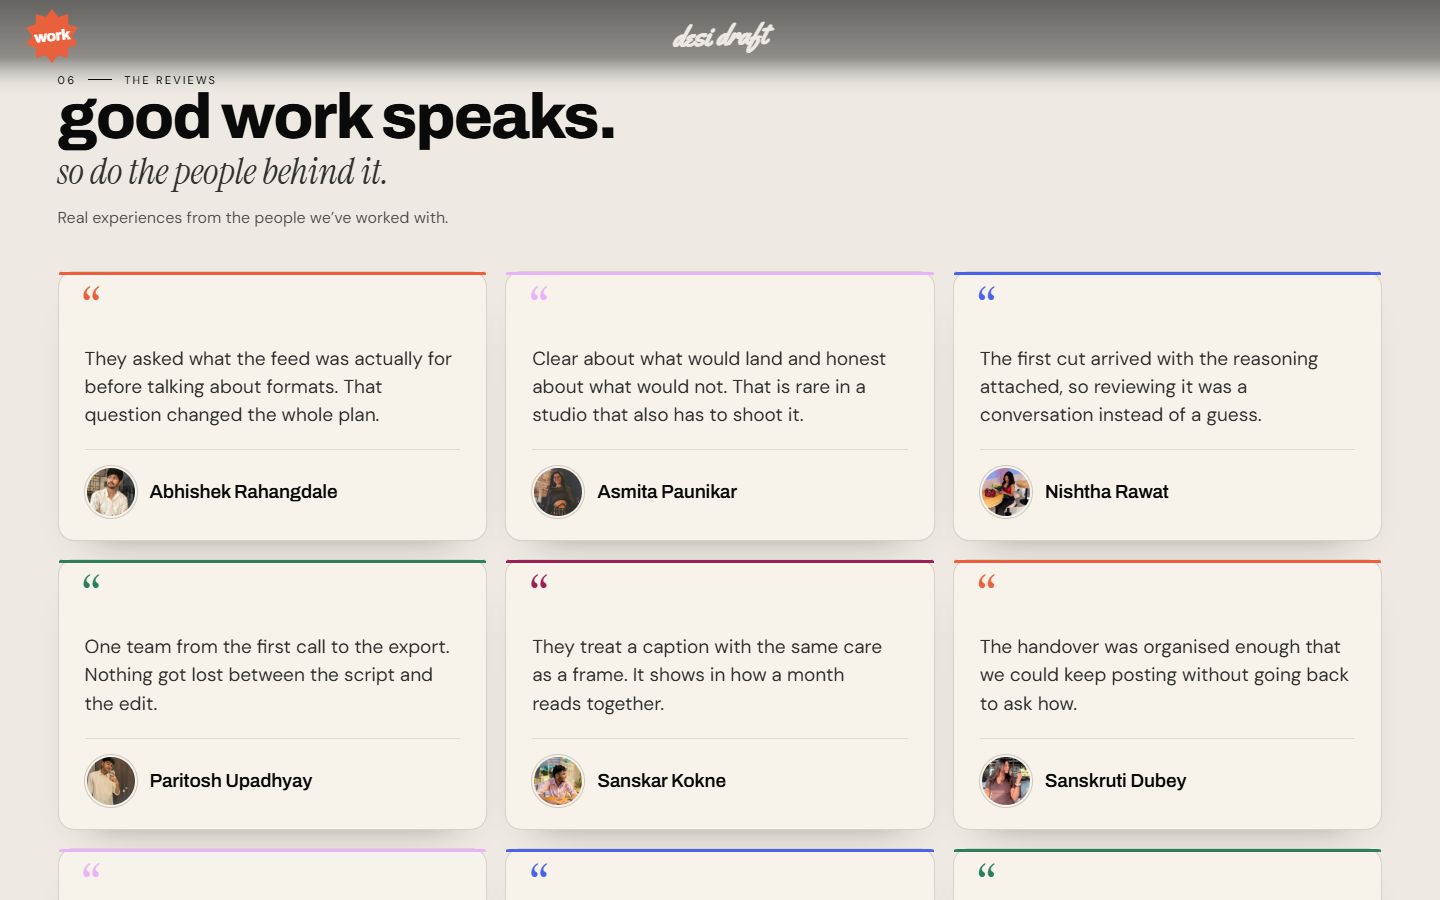 work
desi draft
06 — THE REVIEWS
good work speaks.
so do the people behind it.
Real experiences from the people we’ve worked with.
“
They asked what the feed was actually for
before talking about formats. That
question changed the whole plan.
Abhishek Rahangdale
“
Clear about what would land and honest
about what would not. That is rare in a
studio that also has to shoot it.
Asmita Paunikar
“
The first cut arrived with the reasoning
attached, so reviewing it was a
conversation instead of a guess.
Nishtha Rawat
“
One team from the first call to the export.
Nothing got lost between the script and
the edit.
Paritosh Upadhyay
“
They treat a caption with the same care
as a frame. It shows in how a month
reads together.
Sanskar Kokne
“
The handover was organised enough that
we could keep posting without going back
to ask how.
Sanskruti Dubey
“
“
“